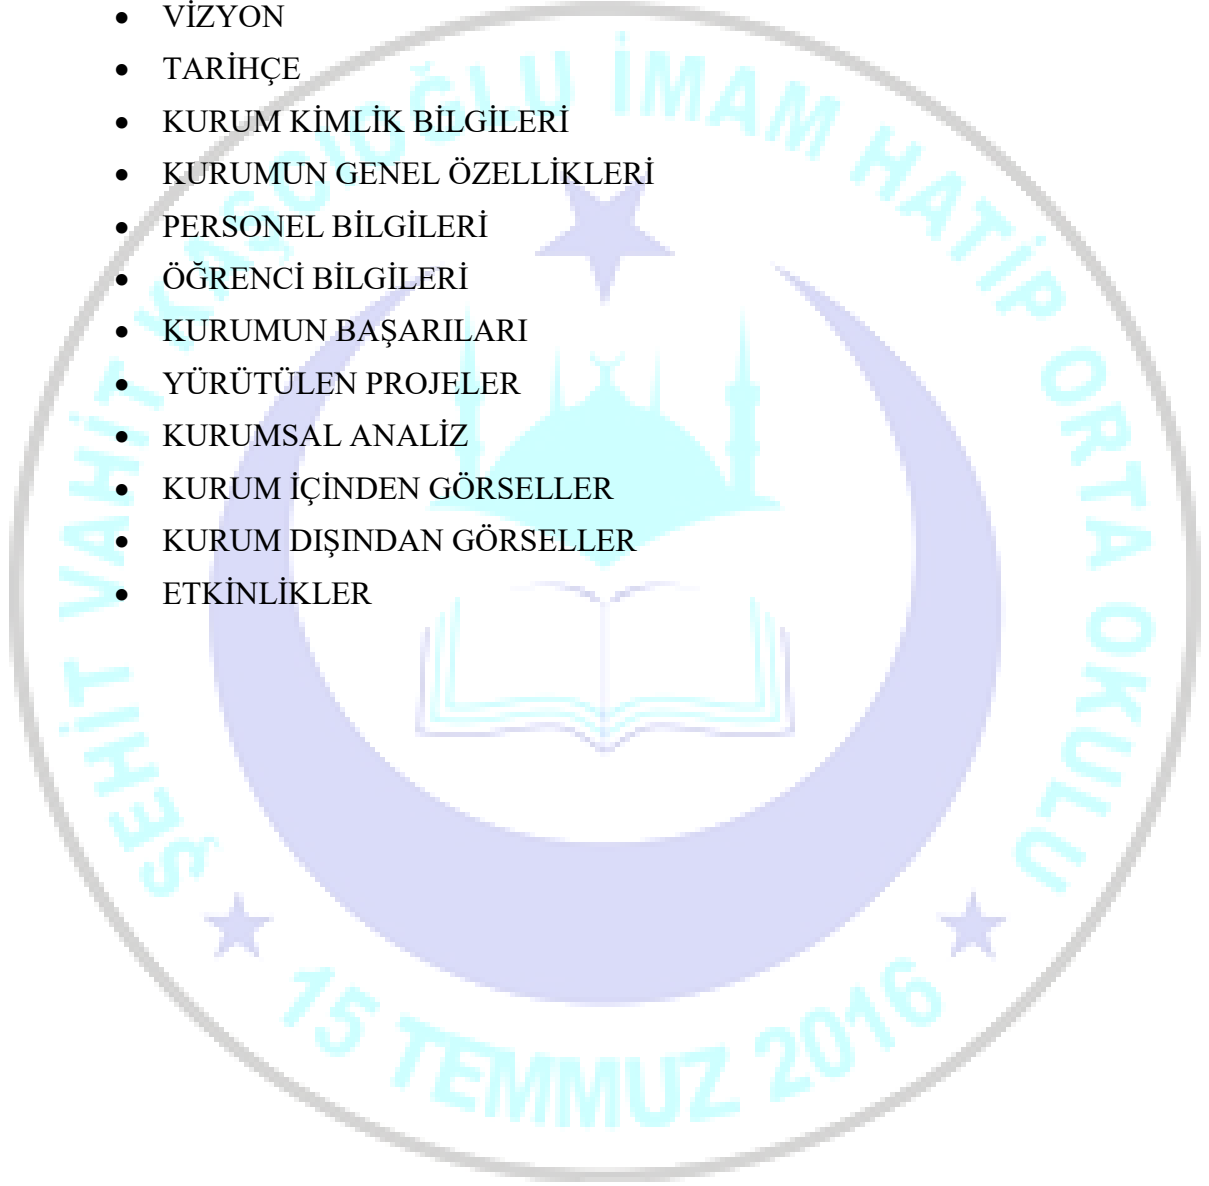 • VİZYON
• TARİHÇE
• KURUM KİMLİK BİLGİLERİ
• KURUMUN GENEL ÖZELLİKLERİ
• PERSONEL BİLGİLERİ
• ÖĞRENCİ BİLGİLERİ
• KURUMUN BAŞARILARI
• YÜRÜTÜLEN PROJELER
• KURUMSAL ANALİZ
• KURUM İÇİNDEN GÖRSELLER
• KURUM DIŞINDAN GÖRSELLER
• ETKİNLİKLER
ŞEHİT VAHİT KAŞÇIOĞLU İMAM HATİP ORTA OKULU
15 TEMMUZ 2016